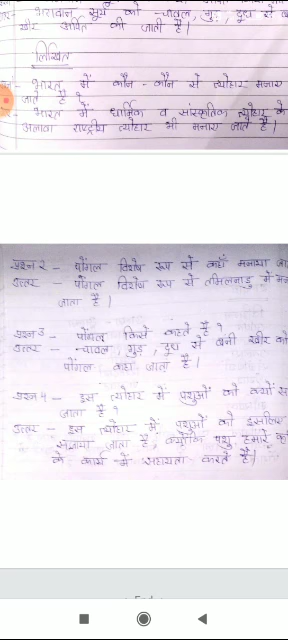 भगवान सूर्य को चावल, गुड़, दूध से
खीर अर्पित की जाती है।
लिखित
भारत में कौन - कौन से त्योहार मनाए
जाते है ?
भारत में धार्मिक व सांस्कृतिक त्योहार के
अलावा राष्ट्रीय त्योहार भी मनाए जाते है।
प्रश्न 2 - पोंगल विशेष रूप से कहाँ मनाया
उत्तर - पोंगल विशेष रूप से तमिलनाडु में
जाता है।
प्रश्न 3 - पोंगल किसे कहते है ?
उत्तर - चावल, गुड़, दूध से बनी खीर को
पोंगल कहा जाता है।
प्रश्न 4 - इस त्योहार में पशुओं को क्यों
जाता है ?
उत्तर - इस त्योहार में पशुओं को इसलिए
सजाया जाता है, क्योंकि पशु हमारे
के कार्य में सहायता करते है।